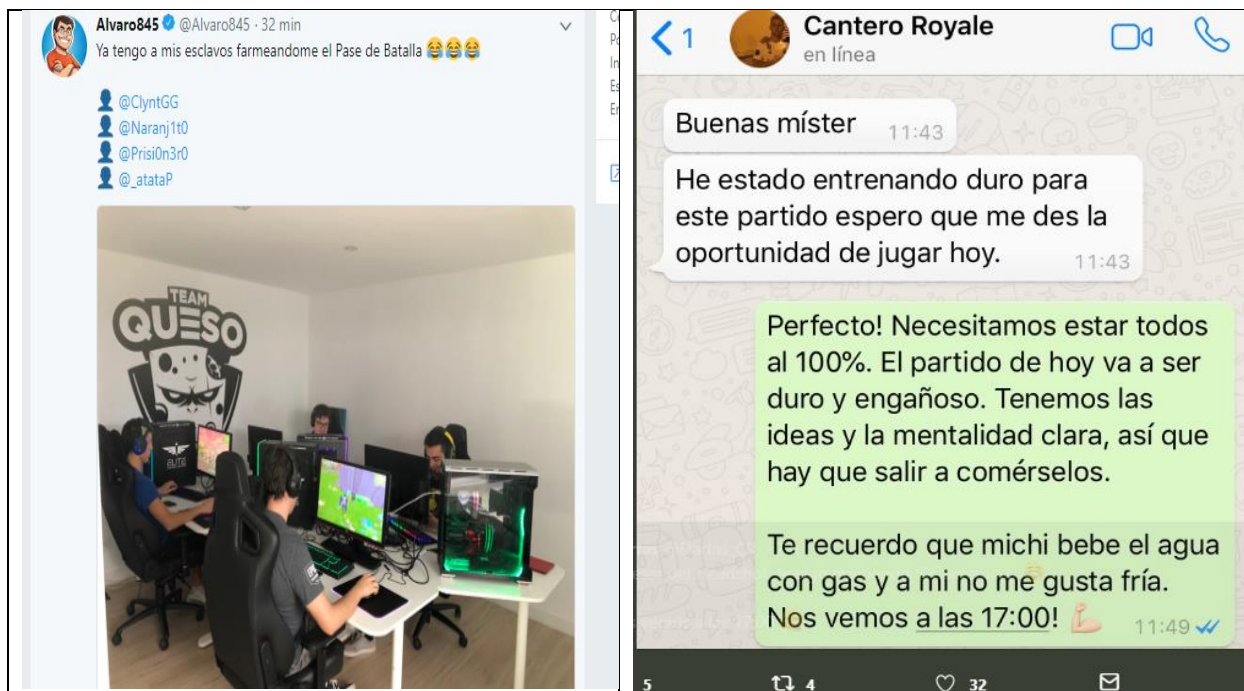 Alvaro845 @Alvaro845 · 32 min
Ya tengo a mis esclavos farmeandome el Pase de Batalla 😂😂😂
👤 @ClyntGG
👤 @Naranj1t0
👤 @Prisi0n3r0
👤 @_atataP
TEAM
QUESO
1
Cantero Royale
en línea
Buenas míster 11:43
He estado entrenando duro para
este partido espero que me des la
oportunidad de jugar hoy. 11:43
Perfecto! Necesitamos estar todos
al 100%. El partido de hoy va a ser
duro y engañoso. Tenemos las
ideas y la mentalidad clara, así que
hay que salir a comérselos.
Te recuerdo que michi bebe el agua
con gas y a mi no me gusta fría.
Nos vemos a las 17:00! 💪 11:49
5 4 32